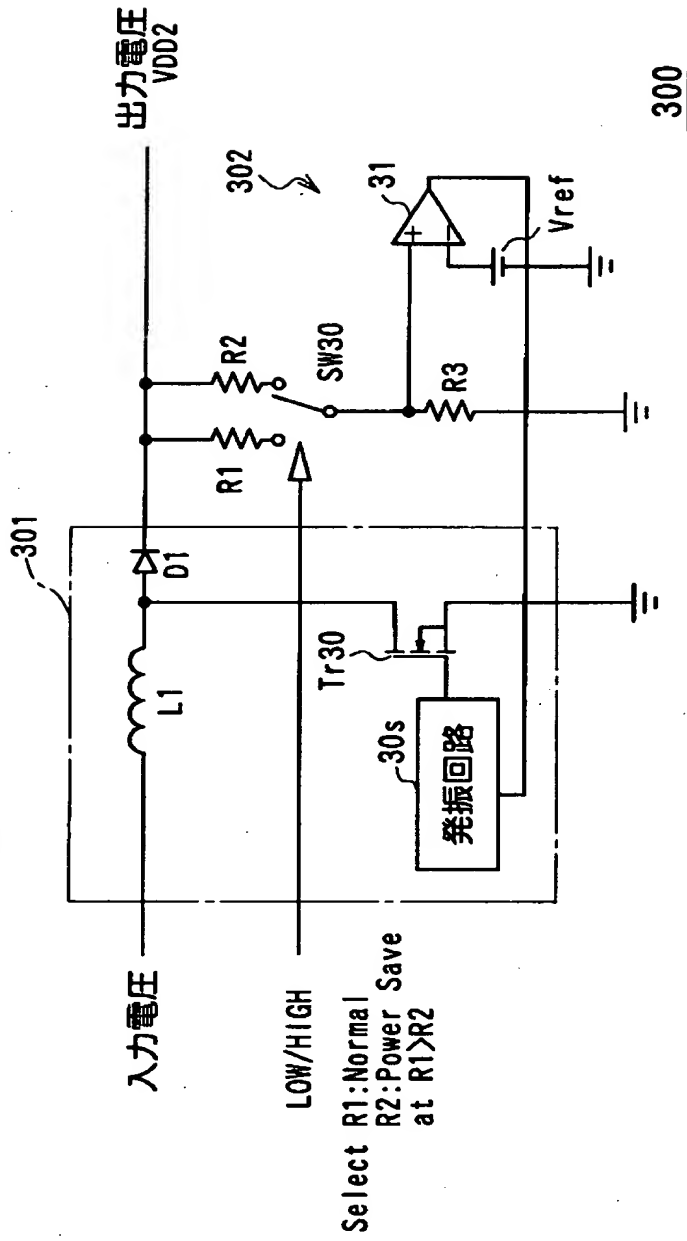 出力電圧
VDD2
301
302
R2
R1
SW30
D1
L1
31
Vref
R3
Tr30
30s
発振回路
入力電圧
LOW/HIGH
Select R1:Normal
R2:Power Save
at R1>R2
300